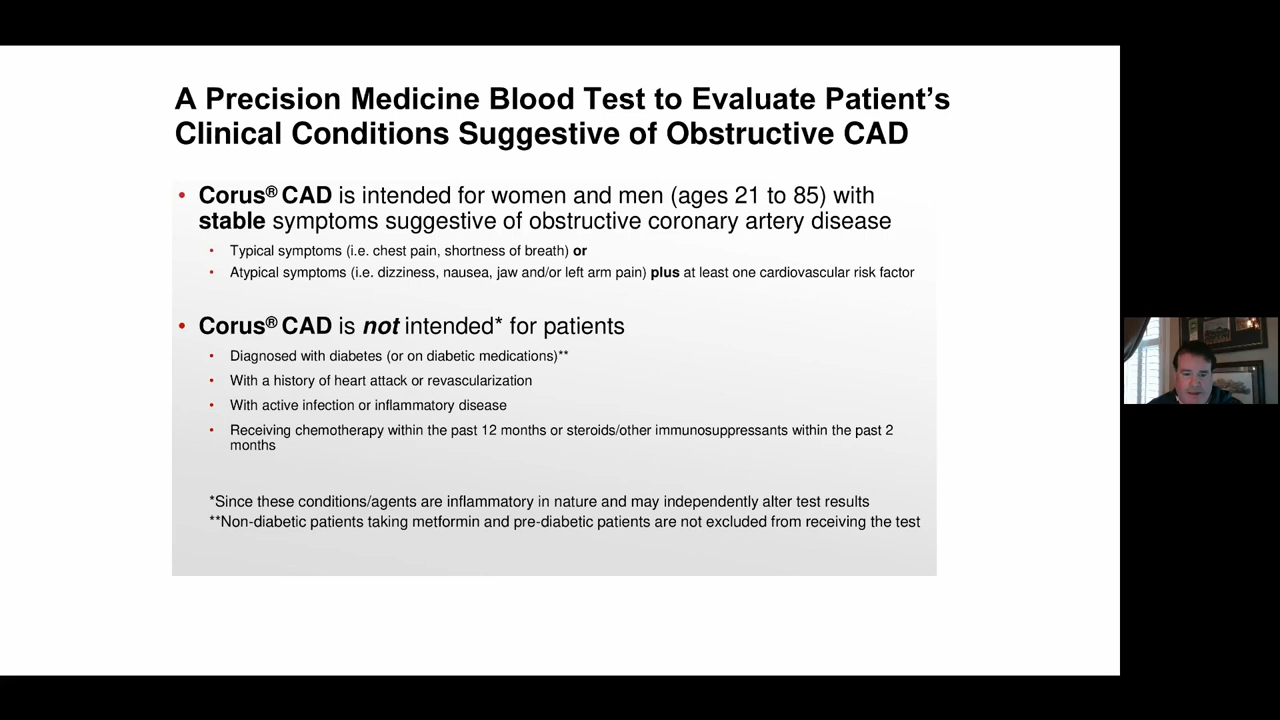 A Precision Medicine Blood Test to Evaluate Patient’s
Clinical Conditions Suggestive of Obstructive CAD
• Corus® CAD is intended for women and men (ages 21 to 85) with
stable symptoms suggestive of obstructive coronary artery disease
• Typical symptoms (i.e. chest pain, shortness of breath) or
• Atypical symptoms (i.e. dizziness, nausea, jaw and/or left arm pain) plus at least one cardiovascular risk factor
• Corus® CAD is not intended* for patients
• Diagnosed with diabetes (or on diabetic medications)**
• With a history of heart attack or revascularization
• With active infection or inflammatory disease
• Receiving chemotherapy within the past 12 months or steroids/other immunosuppressants within the past 2
months
*Since these conditions/agents are inflammatory in nature and may independently alter test results
**Non-diabetic patients taking metformin and pre-diabetic patients are not excluded from receiving the test